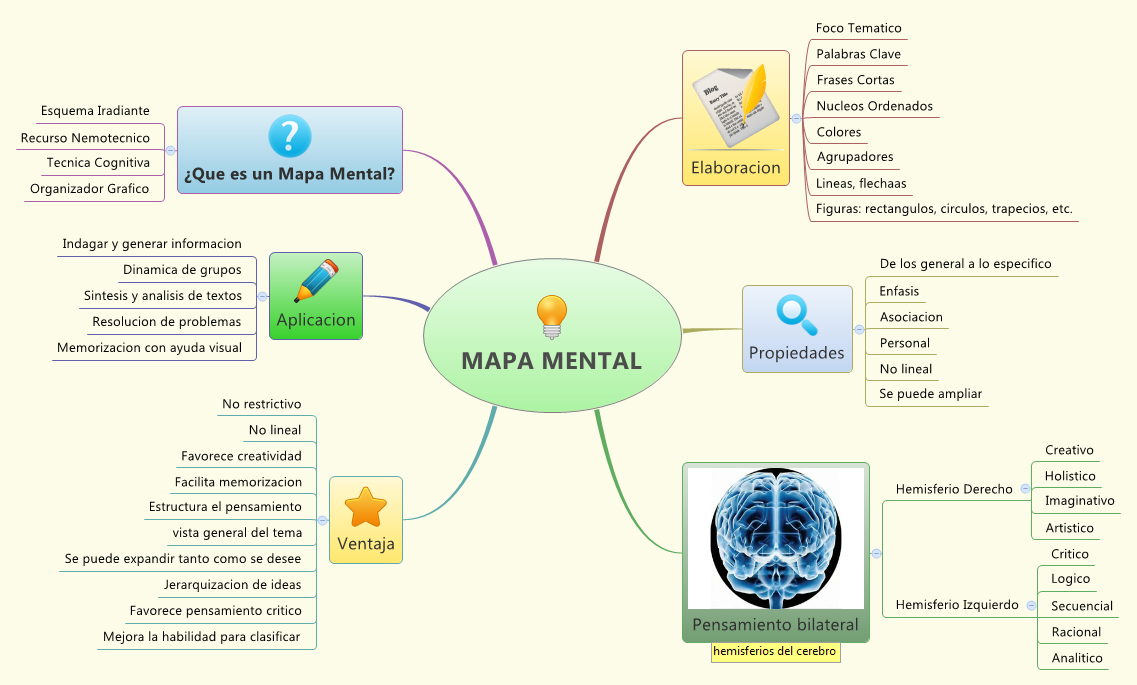 MAPA MENTAL
¿Que es un Mapa Mental?
Esquema Iradiante
Recurso Nemotecnico
Tecnica Cognitiva
Organizador Grafico
Aplicacion
Indagar y generar informacion
Dinamica de grupos
Sintesis y analisis de textos
Resolucion de problemas
Memorizacion con ayuda visual
Ventaja
No restrictivo
No lineal
Favorece creatividad
Facilita memorizacion
Estructura el pensamiento
vista general del tema
Se puede expandir tanto como se desee
Jerarquizacion de ideas
Favorece pensamiento critico
Mejora la habilidad para clasificar
Blog
Entry Title
Elaboracion
Foco Tematico
Palabras Clave
Frases Cortas
Nucleos Ordenados
Colores
Agrupadores
Lineas, flechaas
Figuras: rectangulos, circulos, trapecios, etc.
Propiedades
De los general a lo especifico
Enfasis
Asociacion
Personal
No lineal
Se puede ampliar
Pensamiento bilateral
hemisferios del cerebro
Hemisferio Derecho
Creativo
Holistico
Imaginativo
Artistico
Hemisferio Izquierdo
Critico
Logico
Secuencial
Racional
Analitico